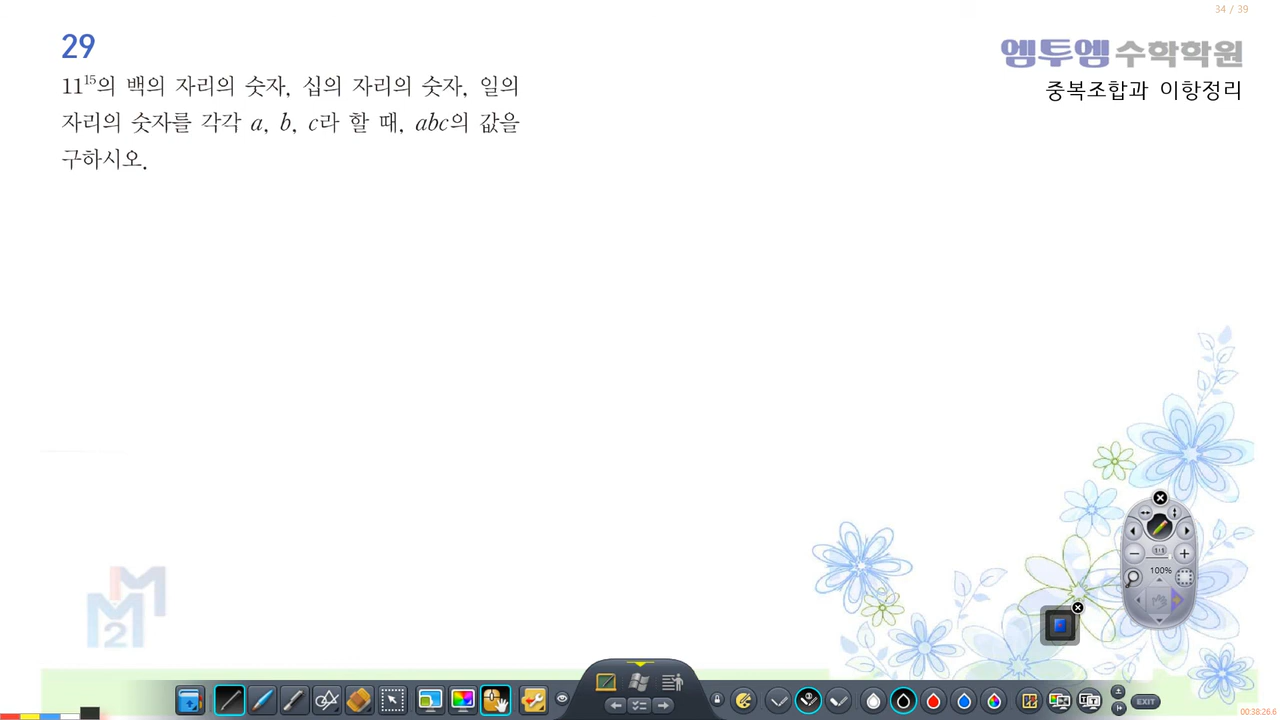 34 / 39
29
엠투엠수학학원
중복조합과 이항정리
11¹⁵의 백의 자리의 숫자, 십의 자리의 숫자, 일의
자리의 숫자를 각각 a, b, c라 할 때, abc의 값을
구하시오.
1:1
100%
M
M2
EXIT
00:38:26.6